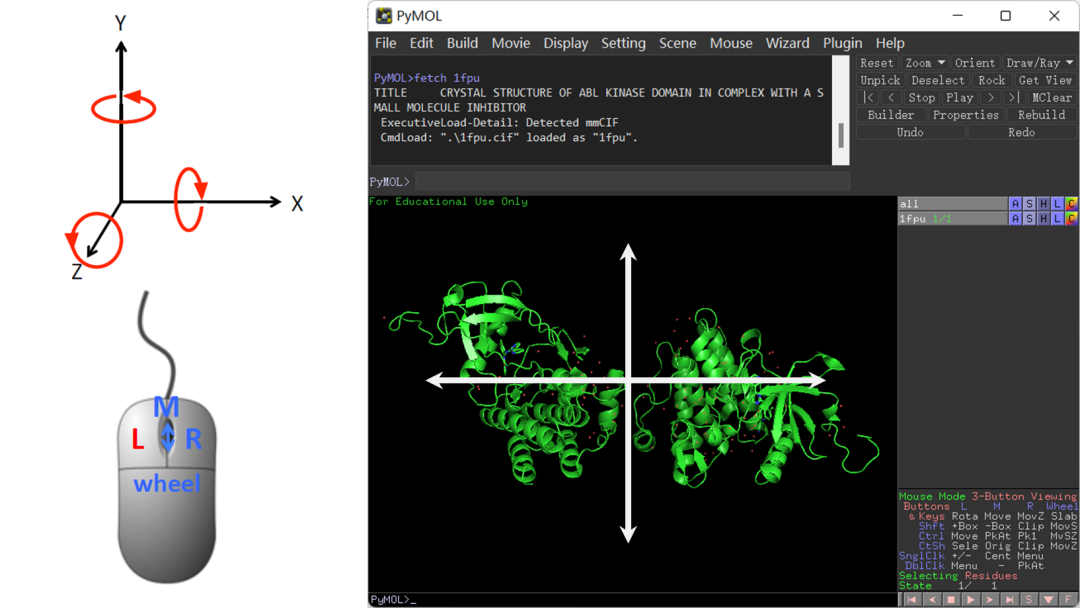 Y
X
Z
M
L
R
wheel
PyMOL
File Edit Build Movie Display Setting Scene Mouse Wizard Plugin Help
PyMOL>fetch 1fpu
TITLE CRYSTAL STRUCTURE OF ABL KINASE DOMAIN IN COMPLEX WITH A S
MALL MOLECULE INHIBITOR
ExecutiveLoad-Detail: Detected mmCIF
CmdLoad: ".\1fpu.cif" loaded as "1fpu".
PyMOL>
Reset Zoom Orient Draw/Ray
Unpick Deselect Rock Get View
|< < Stop Play > >| MClear
Builder Properties Rebuild
Undo Redo
For Educational Use Only
all A S H L C
1fpu 1/1 A S H L C
Mouse Mode 3-Button Viewing
Buttons L M R Wheel
& Keys Rota Move MovZ Slab
Shft +Box -Box Clip MovS
Ctrl Move PkAt Pk1 MvSZ
CtSh Sele Orig Clip MovZ
SnglClk +/- Cent Menu
DblClk Menu - PkAt
Selecting Residues
State 1/ 1
S F
PyMOL>_